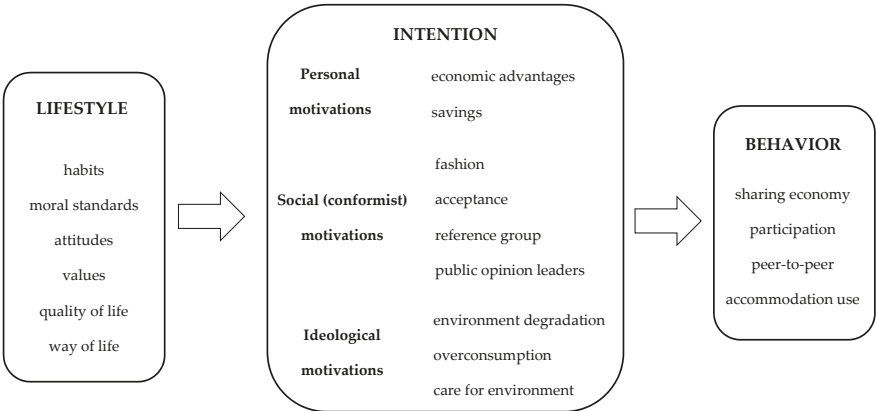 LIFESTYLE
habits
moral standards
attitudes
values
quality of life
way of life
INTENTION
Personal
motivations
economic advantages
savings
Social (conformist)
motivations
fashion
acceptance
reference group
public opinion leaders
Ideological
motivations
environment degradation
overconsumption
care for environment
BEHAVIOR
sharing economy
participation
peer-to-peer
accommodation use